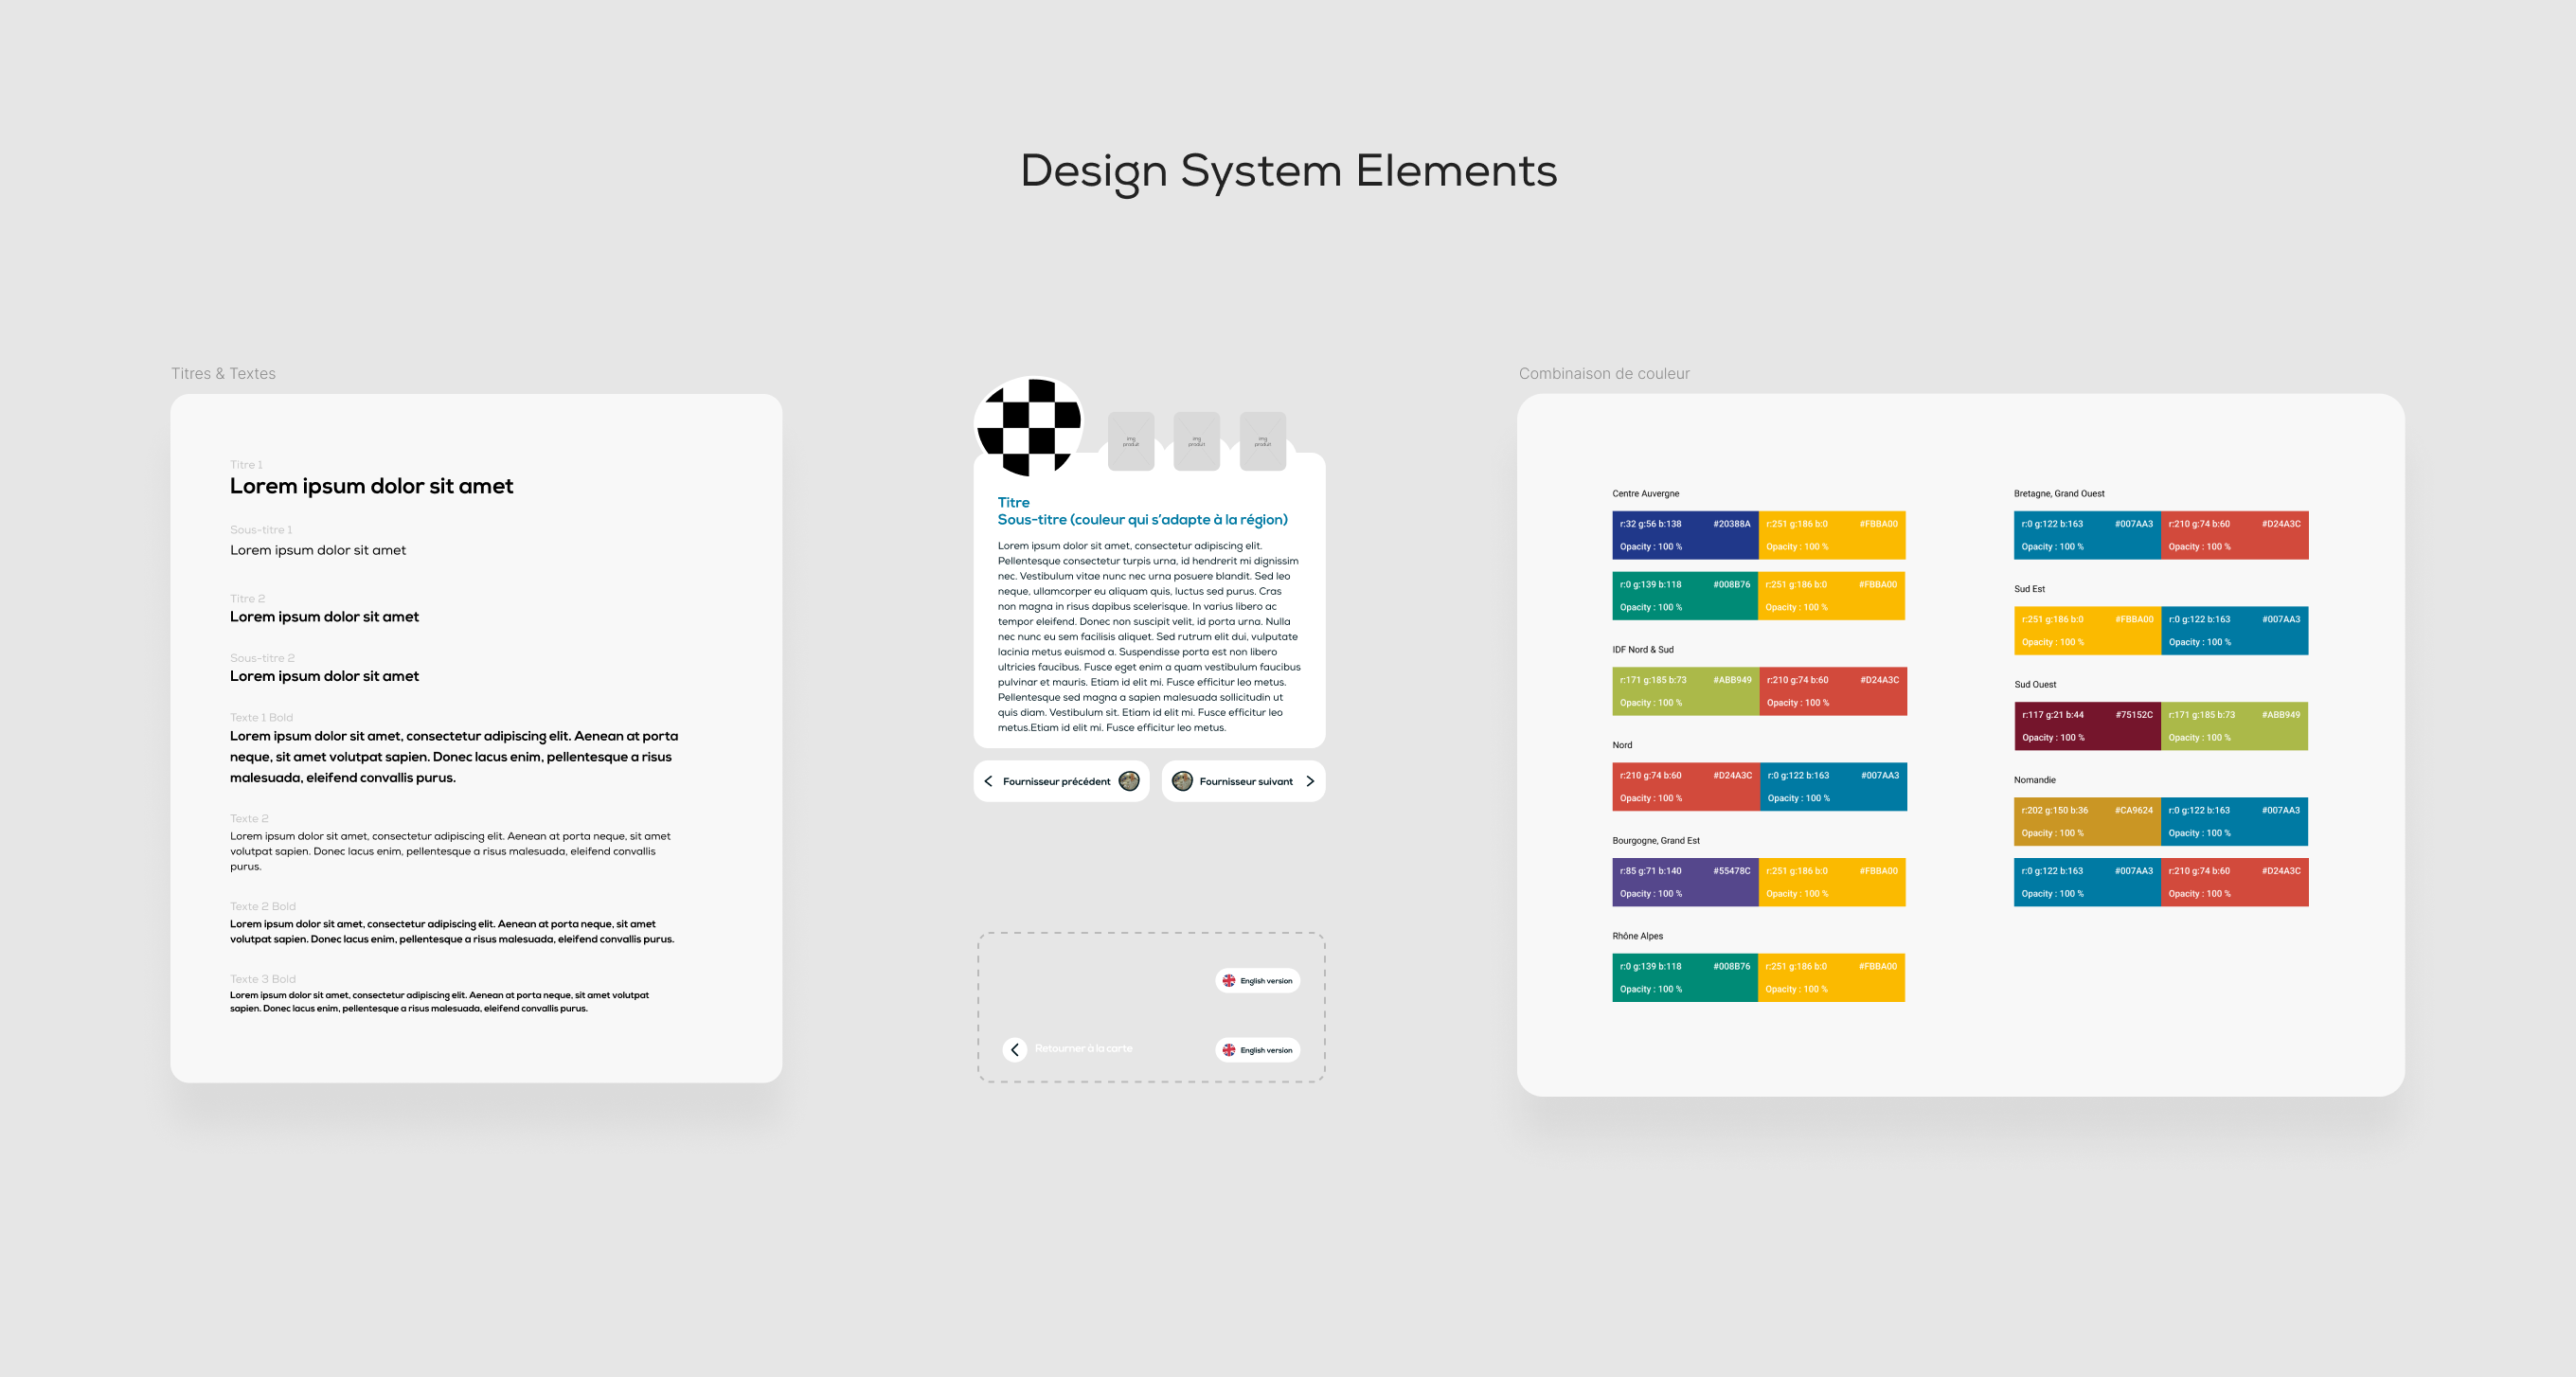 Design System Elements
Titres & Textes
Titre 1
Lorem ipsum dolor sit amet
Sous-titre 1
Lorem ipsum dolor sit amet
Titre 2
Lorem ipsum dolor sit amet
Sous-titre 2
Lorem ipsum dolor sit amet
Texte 1 Bold
Lorem ipsum dolor sit amet, consectetur adipiscing elit. Aenean at porta
neque, sit amet volutpat sapien. Donec lacus enim, pellentesque a risus
malesuada, eleifend convallis purus.
Texte 2
Lorem ipsum dolor sit amet, consectetur adipiscing elit. Aenean at porta neque, sit amet
volutpat sapien. Donec lacus enim, pellentesque a risus malesuada, eleifend convallis
purus.
Texte 2 Bold
Lorem ipsum dolor sit amet, consectetur adipiscing elit. Aenean at porta neque, sit amet
volutpat sapien. Donec lacus enim, pellentesque a risus malesuada, eleifend convallis purus.
Texte 3 Bold
Lorem ipsum dolor sit amet, consectetur adipiscing elit. Aenean at porta neque, sit amet volutpat
sapien. Donec lacus enim, pellentesque a risus malesuada, eleifend convallis purus.
img
produit
img
produit
img
produit
Titre
Sous-titre (couleur qui s'adapte à la région)
Lorem ipsum dolor sit amet, consectetur adipiscing elit.
Pellentesque consectetur turpis urna, id hendrerit mi dignissim
nec. Vestibulum vitae nunc nec urna posuere blandit. Sed leo
neque, ullamcorper eu aliquam quis, luctus sed purus. Cras
non magna in risus dapibus scelerisque. In varius libero ac
tempor eleifend. Donec non suscipit velit, id porta urna. Nulla
nec nunc eu sem facilisis aliquet. Sed rutrum elit dui, vulputate
lacinia metus euismod a. Suspendisse porta est non libero
ultricies faucibus. Fusce eget enim a quam vestibulum faucibus
pulvinar et mauris. Etiam id elit mi. Fusce efficitur leo metus.
Pellentesque sed magna a sapien malesuada sollicitudin ut
quis diam. Vestibulum sit. Etiam id elit mi. Fusce efficitur leo
metus.Etiam id elit mi. Fusce efficitur leo metus.
Fournisseur précédent
Fournisseur suivant
English version
Retourner à la carte
English version
Combinaison de couleur
Centre Auvergne
r:32 g:56 b:138 #20388A r:251 g:186 b:0 #FBBA00
Opacity : 100 % Opacity : 100 %
r:0 g:139 b:118 #008B76 r:251 g:186 b:0 #FBBA00
Opacity : 100 % Opacity : 100 %
IDF Nord & Sud
r:171 g:185 b:73 #ABB949 r:210 g:74 b:60 #D24A3C
Opacity : 100 % Opacity : 100 %
Nord
r:210 g:74 b:60 #D24A3C r:0 g:122 b:163 #007AA3
Opacity : 100 % Opacity : 100 %
Bourgogne, Grand Est
r:85 g:71 b:140 #55478C r:251 g:186 b:0 #FBBA00
Opacity : 100 % Opacity : 100 %
Rhône Alpes
r:0 g:139 b:118 #008B76 r:251 g:186 b:0 #FBBA00
Opacity : 100 % Opacity : 100 %
Bretagne, Grand Ouest
r:0 g:122 b:163 #007AA3 r:210 g:74 b:60 #D24A3C
Opacity : 100 % Opacity : 100 %
Sud Est
r:251 g:186 b:0 #FBBA00 r:0 g:122 b:163 #007AA3
Opacity : 100 % Opacity : 100 %
Sud Ouest
r:117 g:21 b:44 #75152C r:171 g:185 b:73 #ABB949
Opacity : 100 % Opacity : 100 %
Nomandie
r:202 g:150 b:36 #CA9624 r:0 g:122 b:163 #007AA3
Opacity : 100 % Opacity : 100 %
r:0 g:122 b:163 #007AA3 r:210 g:74 b:60 #D24A3C
Opacity : 100 % Opacity : 100 %